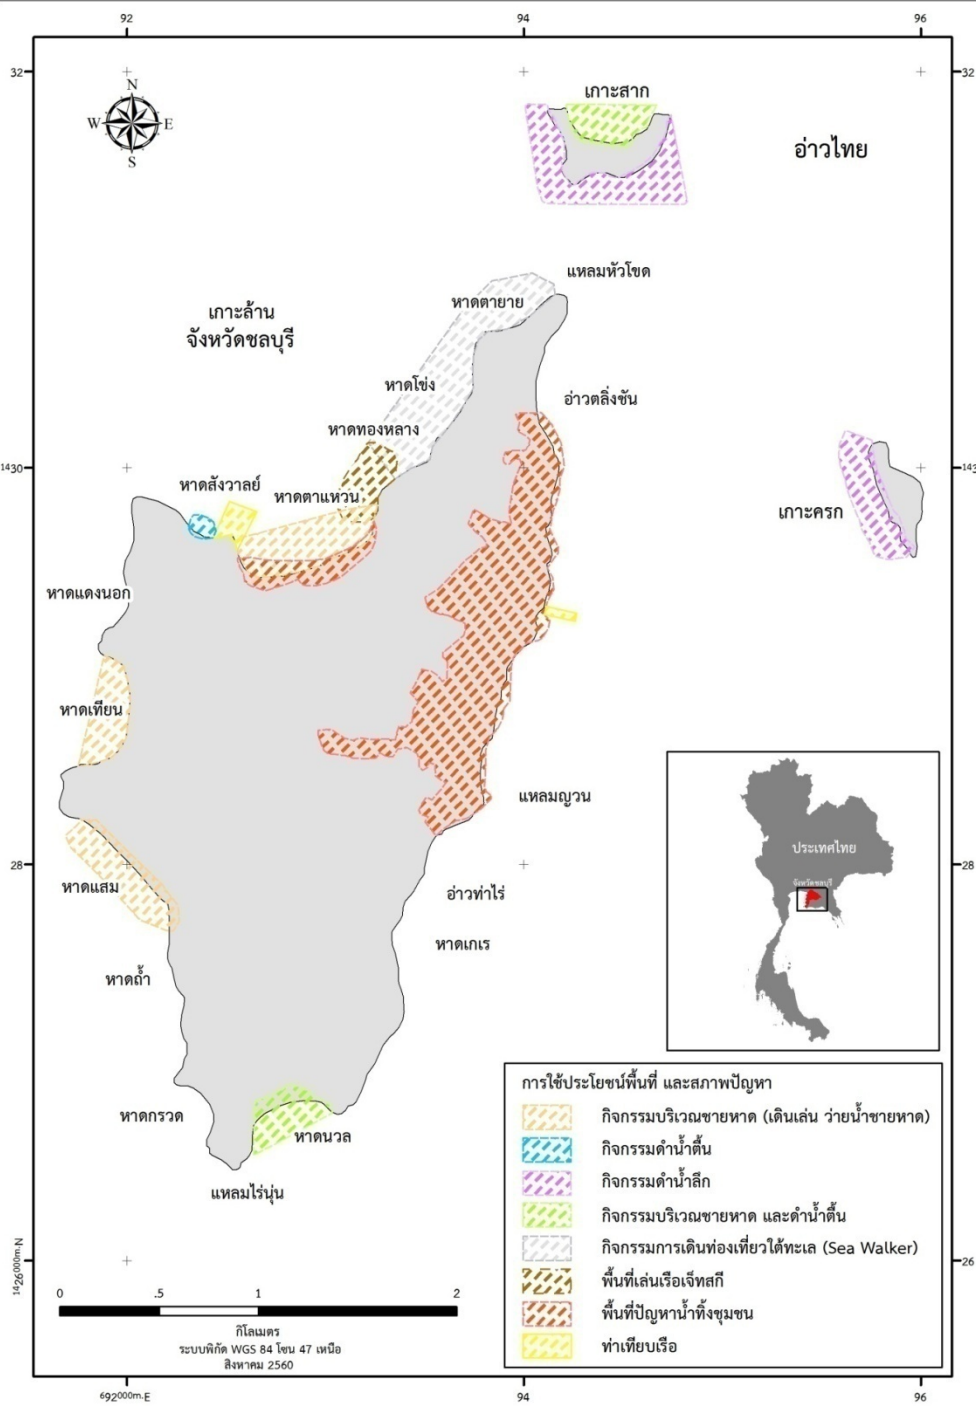 92
94
96
32
32
N
W
E
S
เกาะสาก
อ่าวไทย
แหลมหัวโขด
หาดตายาย
เกาะล้าน
จังหวัดชลบุรี
หาดโข่ง
อ่าวตลิ่งชัน
หาดทองหลาง
1430
143
หาดสังวาลย์
หาดตาแหวน
เกาะครก
หาดแดงนอก
หาดเทียน
แหลมญวน
ประเทศไทย
28
28
จังหวัดชลบุรี
หาดแสม
อ่าวท่าไร่
หาดเกเร
หาดถ้ำ
การใช้ประโยชน์พื้นที่ และสภาพปัญหา
กิจกรรมบริเวณชายหาด (เดินเล่น ว่ายน้ำชายหาด)
กิจกรรมดำน้ำตื้น
กิจกรรมดำน้ำลึก
กิจกรรมบริเวณชายหาด และดำน้ำตื้น
กิจกรรมการเดินท่องเที่ยวใต้ทะเล (Sea Walker)
พื้นที่เล่นเรือเจ็ทสกี
พื้นที่ปัญหาน้ำทิ้งชุมชน
ท่าเทียบเรือ
หาดกรวด
หาดนวล
แหลมไร่นุ่น
1426000m.N
26
0 .5 1 2
กิโลเมตร
ระบบพิกัด WGS 84 โซน 47 เหนือ
สิงหาคม 2560
692000m.E
94
96